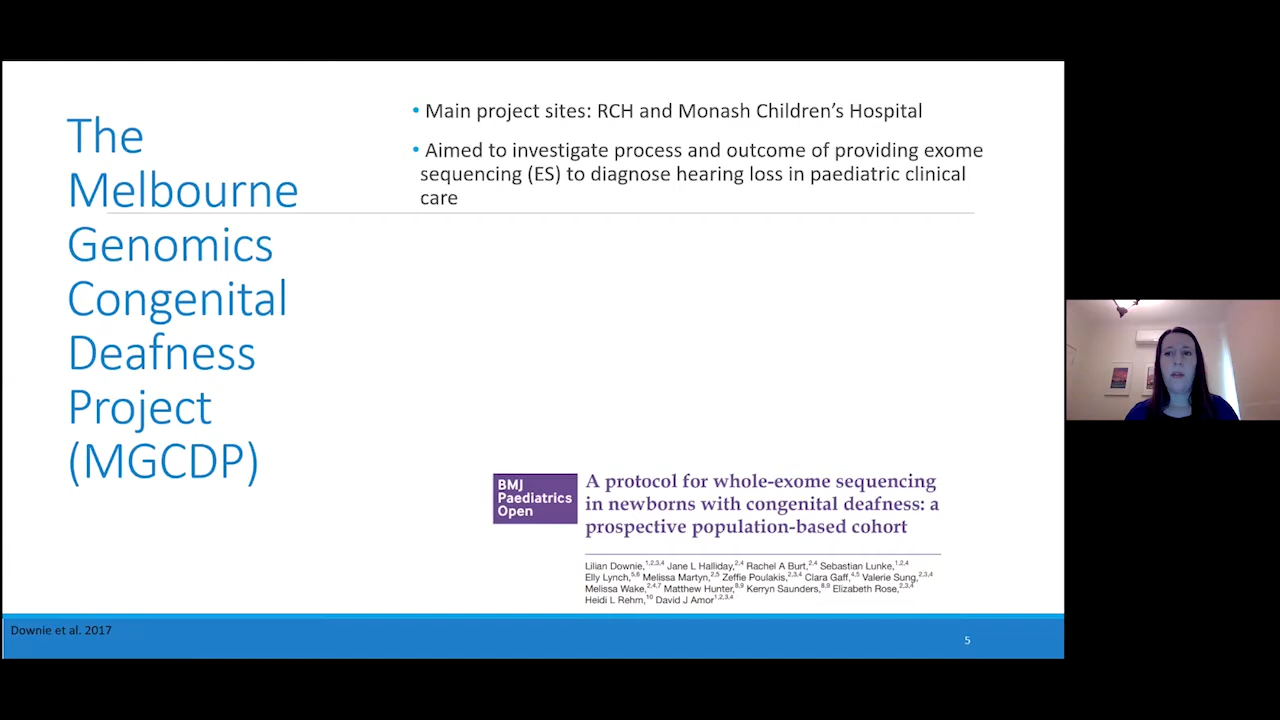 The
Melbourne
Genomics
Congenital
Deafness
Project
(MGCDP)
• Main project sites: RCH and Monash Children's Hospital
• Aimed to investigate process and outcome of providing exome
sequencing (ES) to diagnose hearing loss in paediatric clinical
care
BMJ
Paediatrics
Open
A protocol for whole-exome sequencing
in newborns with congenital deafness: a
prospective population-based cohort
Lilian Downie,1,2,3,4 Jane L Halliday,2,4 Rachel A Burt,2,4 Sebastian Lunke,1,2,4
Elly Lynch,5,6 Melissa Martyn,2,5 Zeffie Poulakis,2,3,4 Clara Gaff,4,5 Valerie Sung,2,3,4
Melissa Wake,2,4,7 Matthew Hunter,8,9 Kerryn Saunders,8,9 Elizabeth Rose,2,3,4
Heidi L Rehm,10 David J Amor1,2,3,4
Downie et al. 2017
5